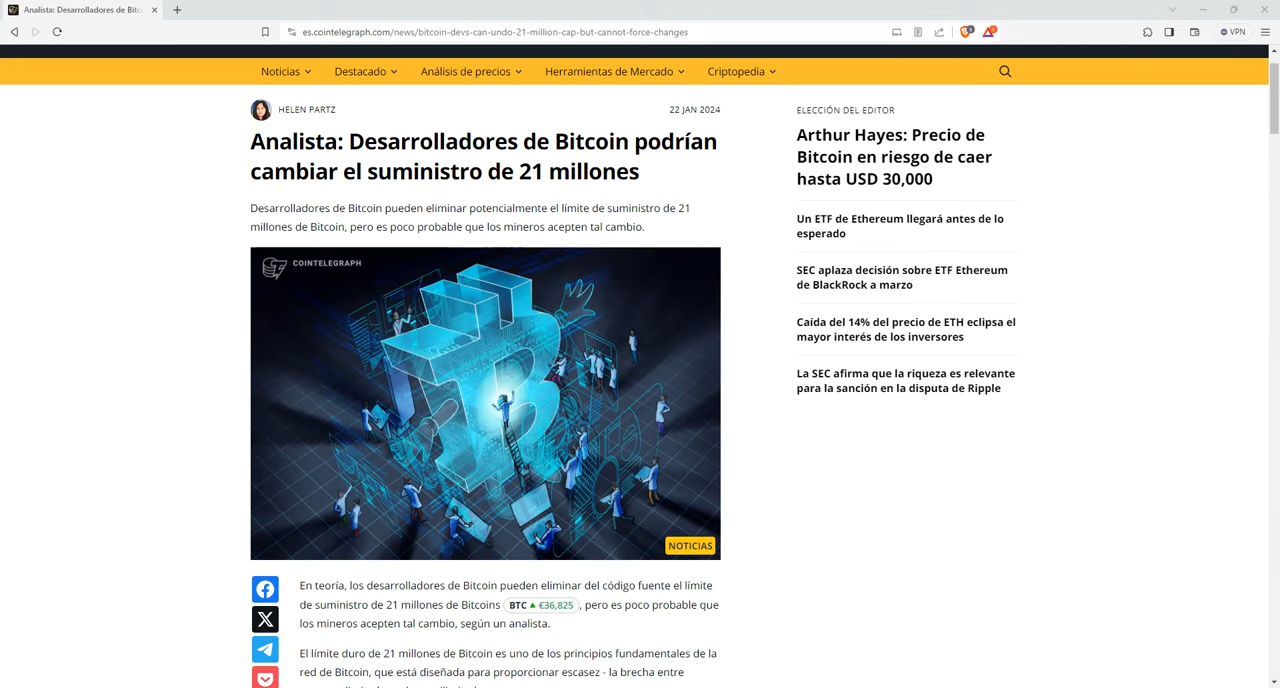 Analista: Desarrolladores de Bitc
es.cointelegraph.com/news/bitcoin-devs-can-undo-21-million-cap-but-cannot-force-changes
VPN
Noticias Destacado Análisis de precios Herramientas de Mercado Criptopedia
HELEN PARTZ 22 JAN 2024
Analista: Desarrolladores de Bitcoin podrían
cambiar el suministro de 21 millones
Desarrolladores de Bitcoin pueden eliminar potencialmente el límite de suministro de 21
millones de Bitcoin, pero es poco probable que los mineros acepten tal cambio.
COINTELEGRAPH
NOTICIAS
En teoría, los desarrolladores de Bitcoin pueden eliminar del código fuente el límite
de suministro de 21 millones de Bitcoins BTC ▲ €36,825, pero es poco probable que
los mineros acepten tal cambio, según un analista.
El límite duro de 21 millones de Bitcoin es uno de los principios fundamentales de la
red de Bitcoin, que está diseñada para proporcionar escasez - la brecha entre
ELECCIÓN DEL EDITOR
Arthur Hayes: Precio de
Bitcoin en riesgo de caer
hasta USD 30,000
Un ETF de Ethereum llegará antes de lo
esperado
SEC aplaza decisión sobre ETF Ethereum
de BlackRock a marzo
Caída del 14% del precio de ETH eclipsa el
mayor interés de los inversores
La SEC afirma que la riqueza es relevante
para la sanción en la disputa de Ripple